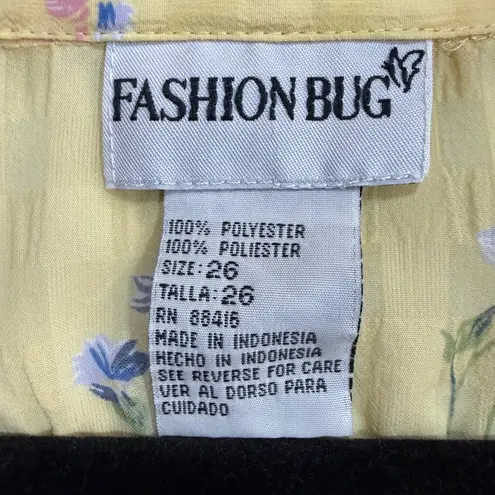 FASHION BUG
100% POLYESTER
100% POLIESTER
SIZE: 26
TALLA: 26
RN 88416
MADE IN INDONESIA
HECHO IN INDONESIA
SEE REVERSE FOR CARE
VER AL DORSO PARA
CUIDADO